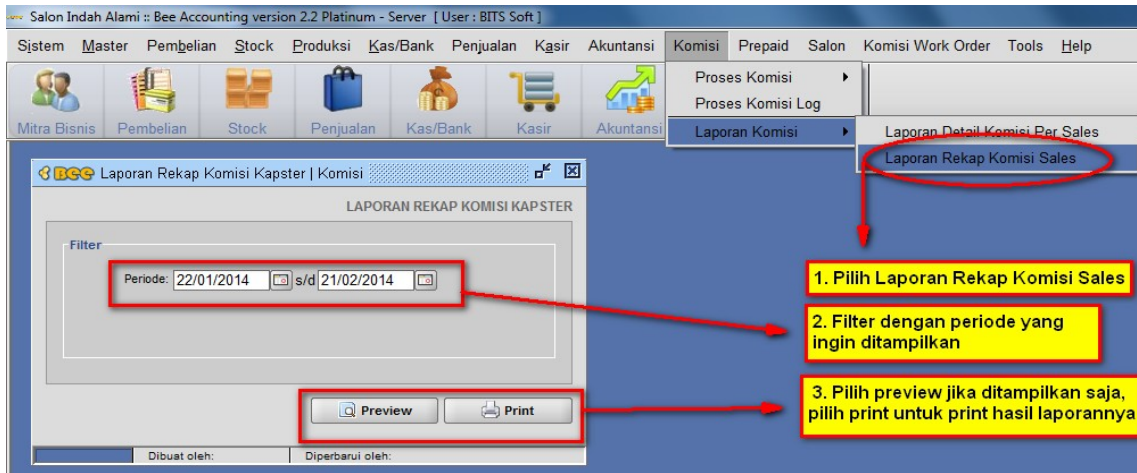 Salon Indah Alami :: Bee Accounting version 2.2 Platinum - Server [ User : BITS Soft ]
Sistem Master Pembelian Stock Produksi Kas/Bank Penjualan Kasir Akuntansi Komisi Prepaid Salon Komisi Work Order Tools Help
Mitra Bisnis Pembelian Stock Penjualan Kas/Bank Kasir Akuntansi
Proses Komisi
Proses Komisi Log
Laporan Komisi
Laporan Detail Komisi Per Sales
Laporan Rekap Komisi Sales
Bee Laporan Rekap Komisi Kapster | Komisi
LAPORAN REKAP KOMISI KAPSTER
Filter
Periode: 22/01/2014 s/d 21/02/2014
Preview Print
Dibuat oleh: Diperbarui oleh:
1. Pilih Laporan Rekap Komisi Sales
2. Filter dengan periode yang
ingin ditampilkan
3. Pilih preview jika ditampilkan saja,
pilih print untuk print hasil laporannya